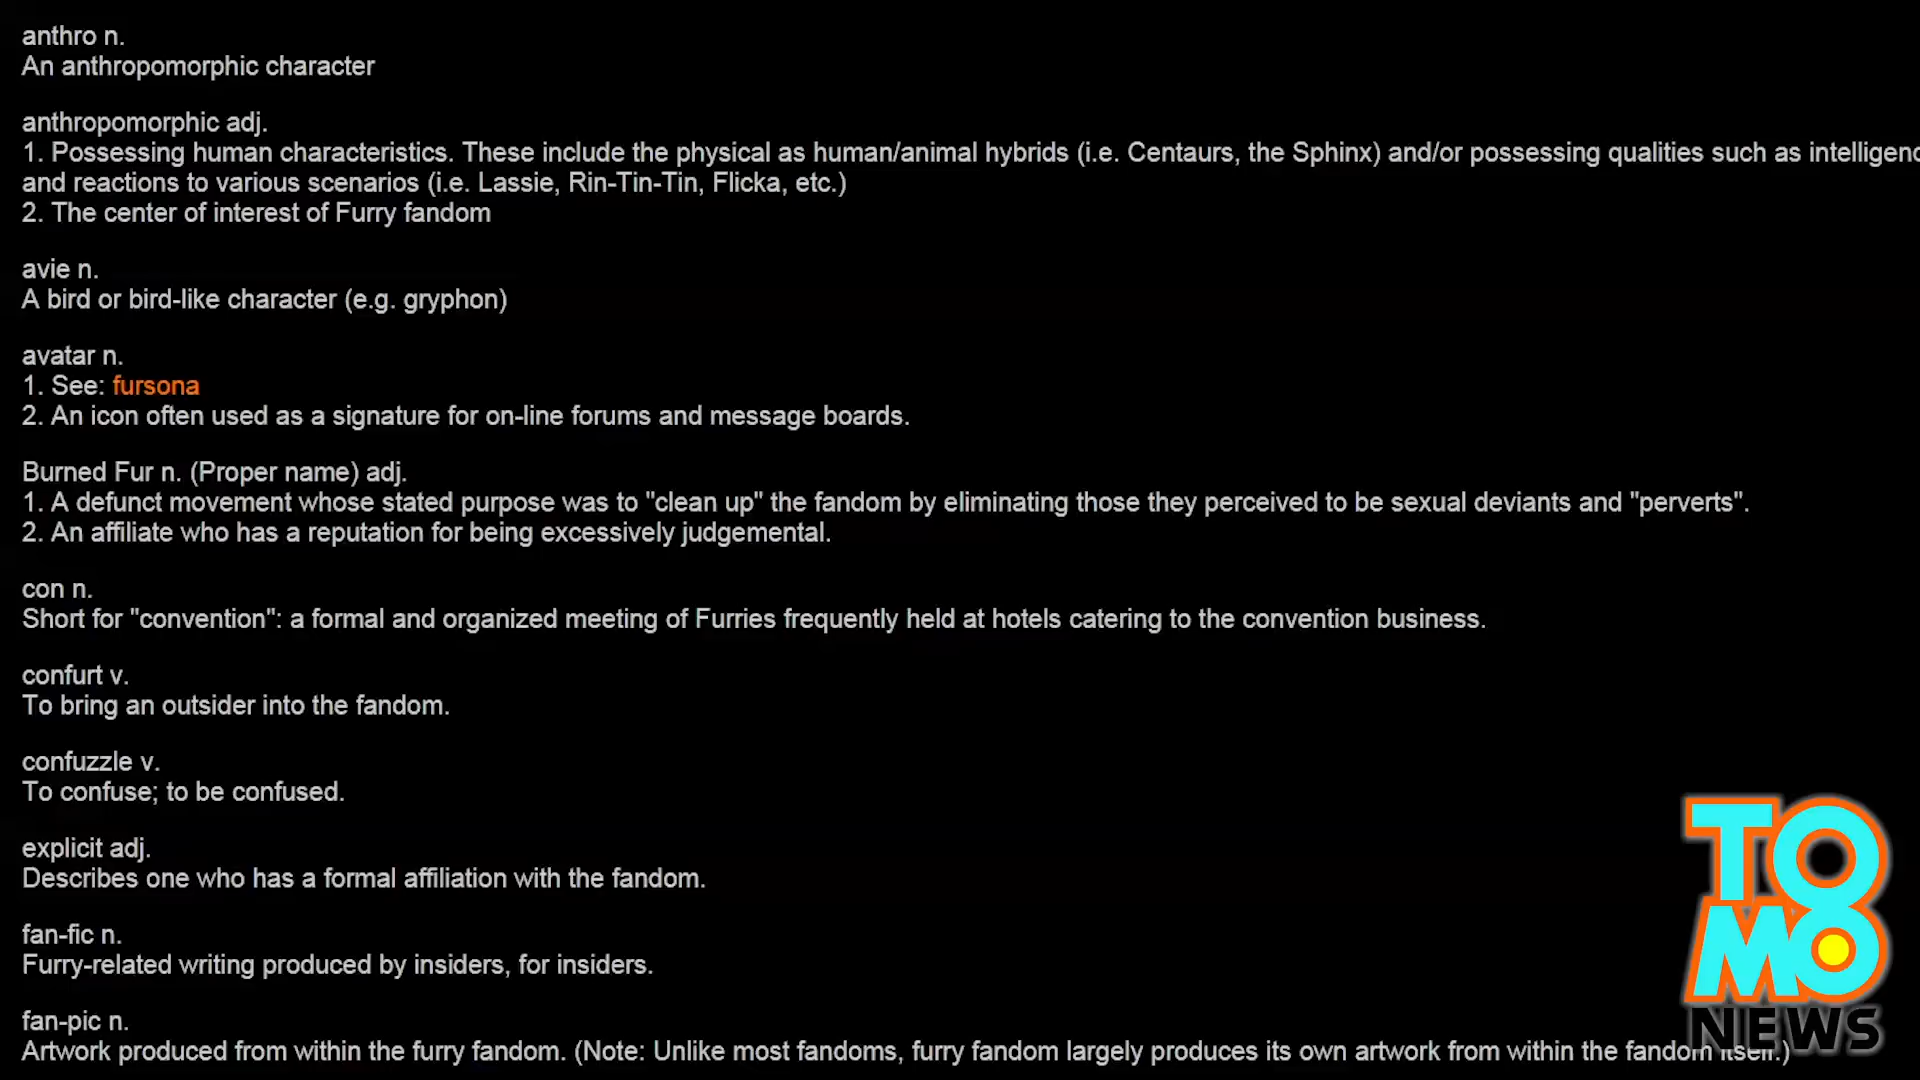 anthro n.
An anthropomorphic character
anthropomorphic adj.
1. Possessing human characteristics. These include the physical as human/animal hybrids (i.e. Centaurs, the Sphinx) and/or possessing qualities such as
and reactions to various scenarios (i.e. Lassie, Rin-Tin-Tin, Flicka, etc.)
2. The center of interest of Furry fandom
avie n.
A bird or bird-like character (e.g. gryphon)
avatar n.
1. See: fursona
2. An icon often used as a signature for on-line forums and message boards.
Burned Fur n. (Proper name) adj.
1. A defunct movement whose stated purpose was to "clean up" the fandom by eliminating those they perceived to be sexual deviants and "perverts".
2. An affiliate who has a reputation for being excessively judgemental.
con n.
Short for "convention": a formal and organized meeting of Furries frequently held at hotels catering to the convention business.
confurt v.
To bring an outsider into the fandom.
confuzzle v.
To confuse; to be confused.
explicit adj.
Describes one who has a formal affiliation with the fandom.
fan-fic n.
Furry-related writing produced by insiders, for insiders.
fan-pic n.
Artwork produced from within the furry fandom. (Note: Unlike most fandoms, furry fandom largely produces its own artwork from within the fandom itself.)
TOMO
NEWS